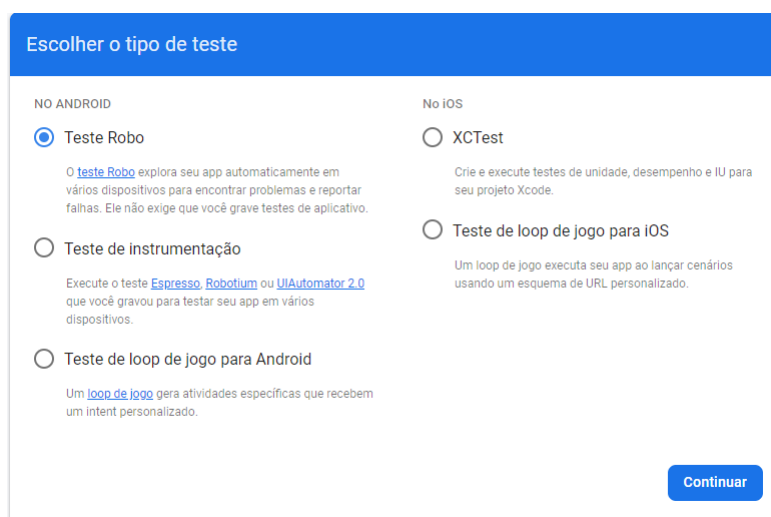 Escolher o tipo de teste
NO ANDROID
Teste Robo
O teste Robo explora seu app automaticamente em
vários dispositivos para encontrar problemas e reportar
falhas. Ele não exige que você grave testes de aplicativo.
Teste de instrumentação
Execute o teste Espresso, Robotium ou UIAutomator 2.0
que você gravou para testar seu app em vários
dispositivos.
Teste de loop de jogo para Android
Um loop de jogo gera atividades específicas que recebem
um intent personalizado.
No iOS
XCTest
Crie e execute testes de unidade, desempenho e IU para
seu projeto Xcode.
Teste de loop de jogo para iOS
Um loop de jogo executa seu app ao lançar cenários
usando um esquema de URL personalizado.
Continuar